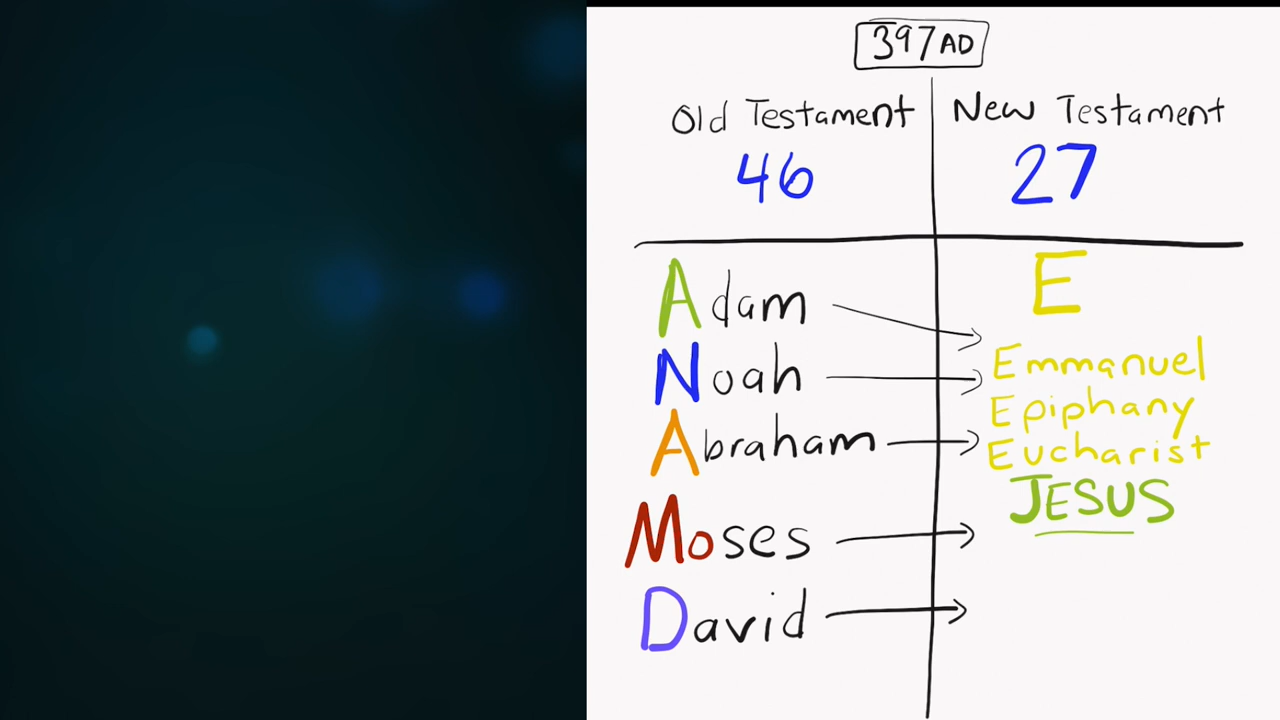 397AD
Old Testament
New Testament
46
27
Adam
E
Noah
Emmanuel
Abraham
Epiphany
Eucharist
JESUS
Moses
David